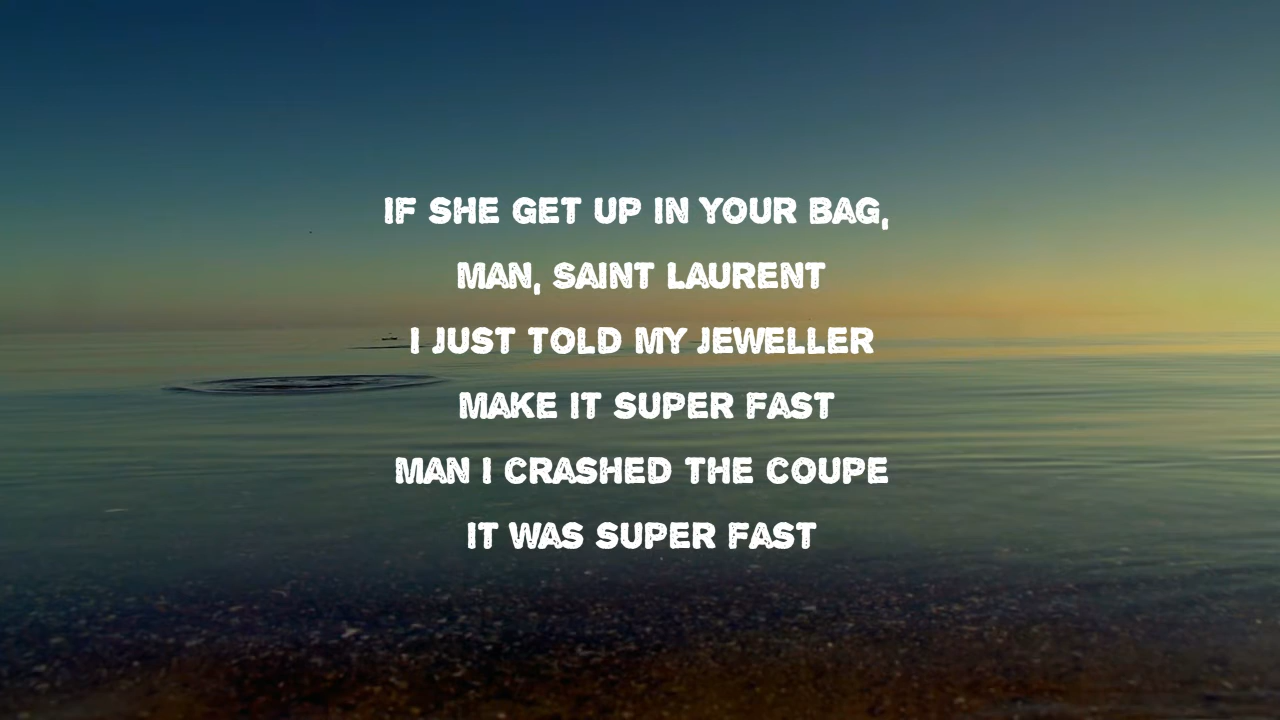 IF SHE GET UP IN YOUR BAG,
MAN, SAINT LAURENT
I JUST TOLD MY JEWELLER
MAKE IT SUPER FAST
MAN I CRASHED THE COUPE
IT WAS SUPER FAST